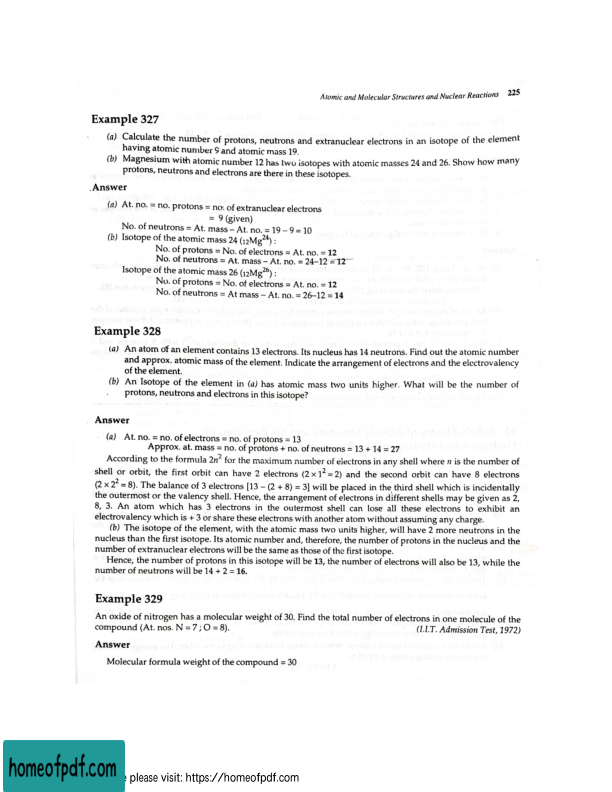 Atomic and Molecular Structures and Nuclear Reactions 225
Example 327
(a) Calculate the number of protons, neutrons and extranuclear electrons in an isotope of the element
having atomic number 9 and atomic mass 19.
(b) Magnesium with atomic number 12 has two isotopes with atomic masses 24 and 26. Show how many
protons, neutrons and electrons are there in these isotopes.
Answer
(a) At. no. = no. protons = no. of extranuclear electrons
= 9 (given)
No. of neutrons = At. mass – At. no. = 19 – 9 = 10
(b) Isotope of the atomic mass 24 (₁₂Mg²⁴) :
No. of protons = No. of electrons = At. no. = 12
No. of neutrons = At. mass – At. no. = 24–12 = 12
Isotope of the atomic mass 26 (₁₂Mg²⁶) :
No. of protons = No. of electrons = At. no. = 12
No. of neutrons = At mass – At. no. = 26–12 = 14
Example 328
(a) An atom of an element contains 13 electrons. Its nucleus has 14 neutrons. Find out the atomic number
and approx. atomic mass of the element. Indicate the arrangement of electrons and the electrovalency
of the element.
(b) An Isotope of the element in (a) has atomic mass two units higher. What will be the number of
protons, neutrons and electrons in this isotope?
Answer
(a) At. no. = no. of electrons = no. of protons = 13
Approx. at. mass = no. of protons + no. of neutrons = 13 + 14 = 27
According to the formula 2n² for the maximum number of electrons in any shell where n is the number of
shell or orbit, the first orbit can have 2 electrons (2 × 1² = 2) and the second orbit can have 8 electrons
(2 × 2² = 8). The balance of 3 electrons [13 – (2 + 8) = 3] will be placed in the third shell which is incidentally
the outermost or the valency shell. Hence, the arrangement of electrons in different shells may be given as 2,
8, 3. An atom which has 3 electrons in the outermost shell can lose all these electrons to exhibit an
electrovalency which is + 3 or share these electrons with another atom without assuming any charge.
(b) The isotope of the element, with the atomic mass two units higher, will have 2 more neutrons in the
nucleus than the first isotope. Its atomic number and, therefore, the number of protons in the nucleus and the
number of extranuclear electrons will be the same as those of the first isotope.
Hence, the number of protons in this isotope will be 13, the number of electrons will also be 13, while the
number of neutrons will be 14 + 2 = 16.
Example 329
An oxide of nitrogen has a molecular weight of 30. Find the total number of electrons in one molecule of the
compound (At. nos. N = 7 ; O = 8). (I.I.T. Admission Test, 1972)
Answer
Molecular formula weight of the compound = 30
homeofpdf.com
please visit: https://homeofpdf.com